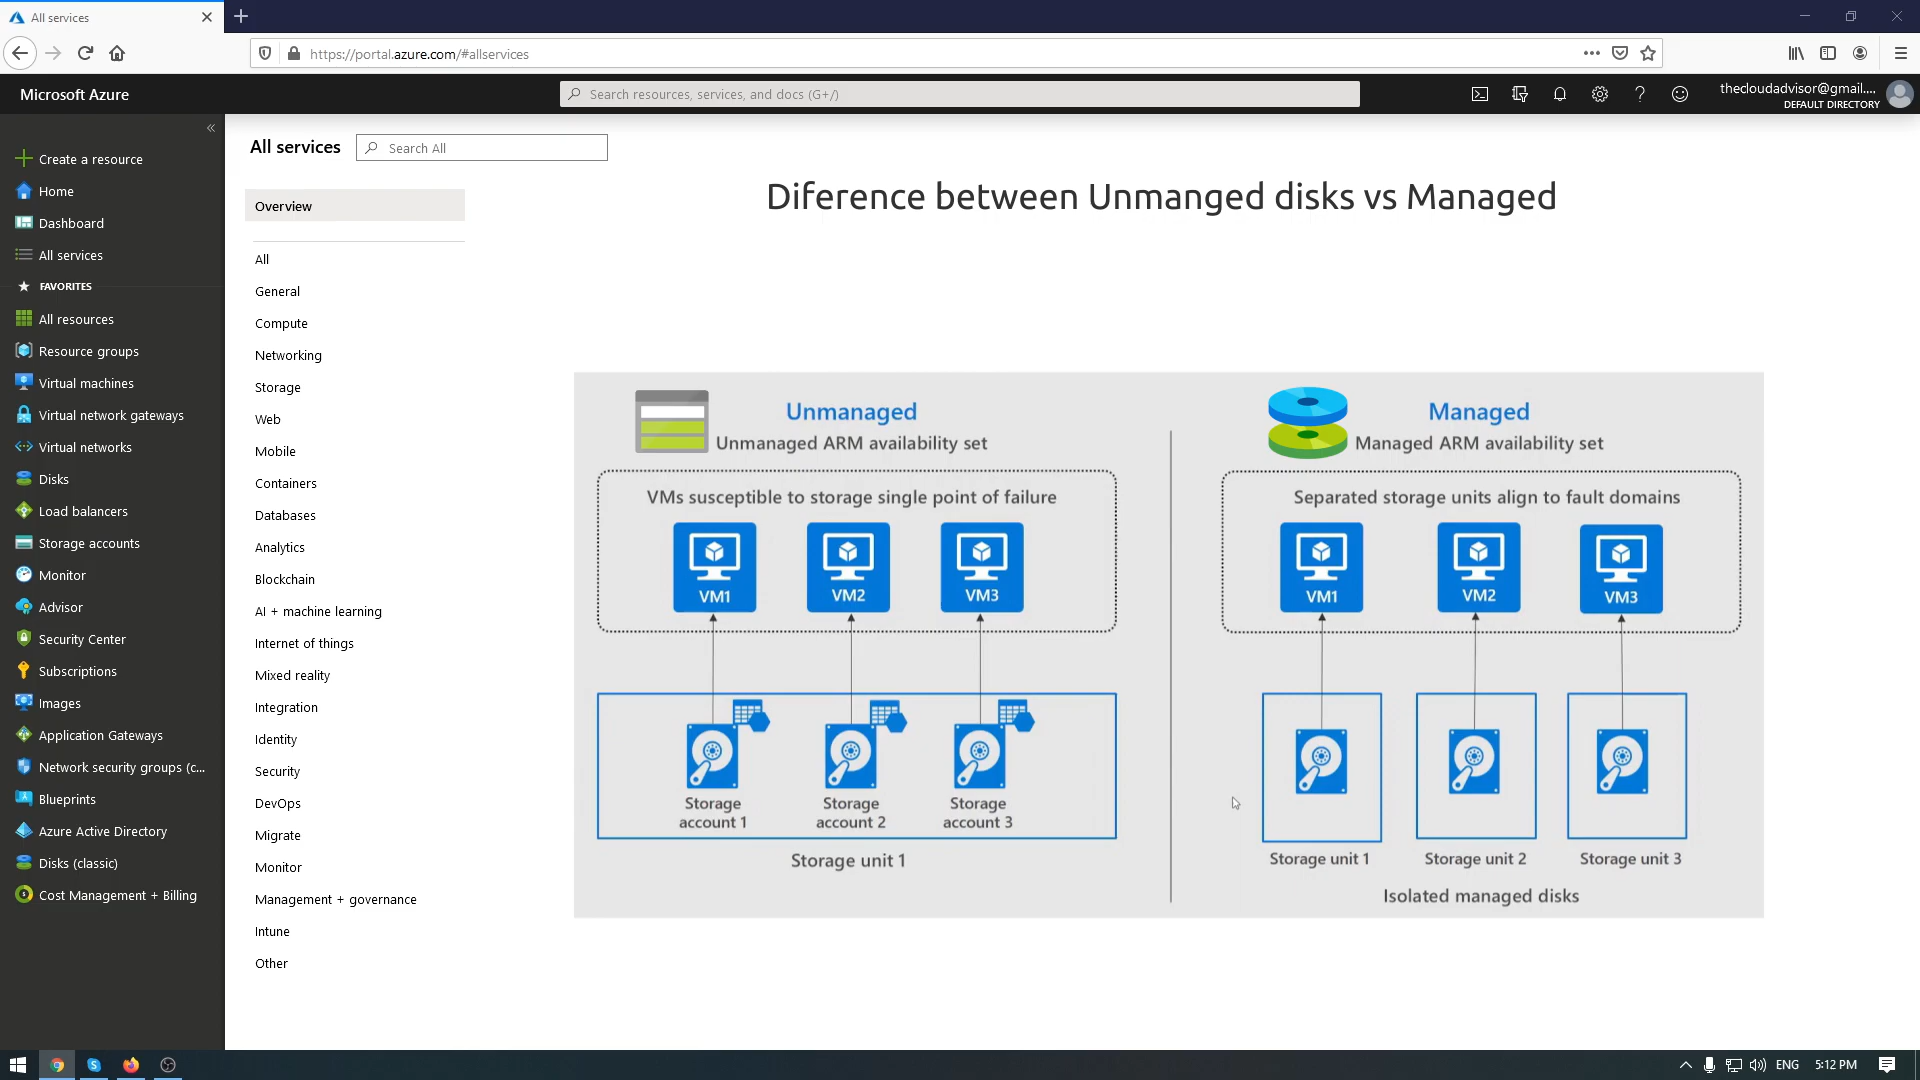 All services
https://portal.azure.com/#allservices
Microsoft Azure
Search resources, services, and docs (G+/)
thecloudadvisor@gmail....
DEFAULT DIRECTORY
«
Create a resource
Home
Dashboard
All services
FAVORITES
All resources
Resource groups
Virtual machines
Virtual network gateways
Virtual networks
Disks
Load balancers
Storage accounts
Monitor
Advisor
Security Center
Subscriptions
Images
Application Gateways
Network security groups (c...
Blueprints
Azure Active Directory
Disks (classic)
Cost Management + Billing
All services
Search All
Overview
All
General
Compute
Networking
Storage
Web
Mobile
Containers
Databases
Analytics
Blockchain
AI + machine learning
Internet of things
Mixed reality
Integration
Identity
Security
DevOps
Migrate
Monitor
Management + governance
Intune
Other
Diference between Unmanged disks vs Managed
Unmanaged
Unmanaged ARM availability set
VMs susceptible to storage single point of failure
VM1
VM2
VM3
Storage
account 1
Storage
account 2
Storage
account 3
Storage unit 1
Managed
Managed ARM availability set
Separated storage units align to fault domains
VM1
VM2
VM3
Storage unit 1
Storage unit 2
Storage unit 3
Isolated managed disks
ENG
5:12 PM